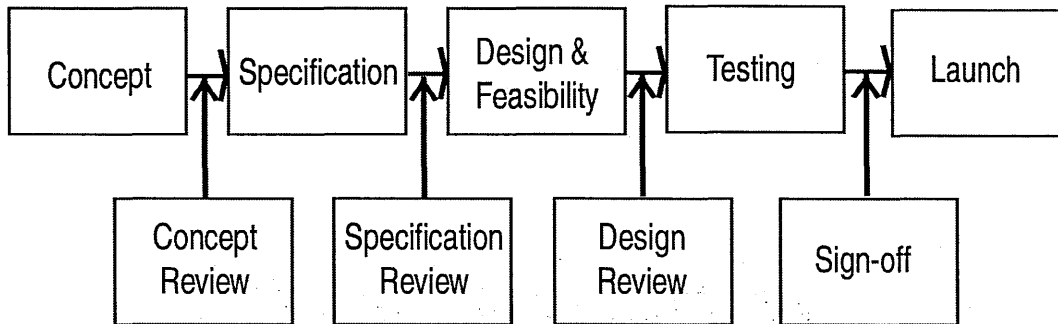 Concept
Specification
Design &
Feasibility
Testing
Launch
Concept
Review
Specification
Review
Design
Review
Sign-off